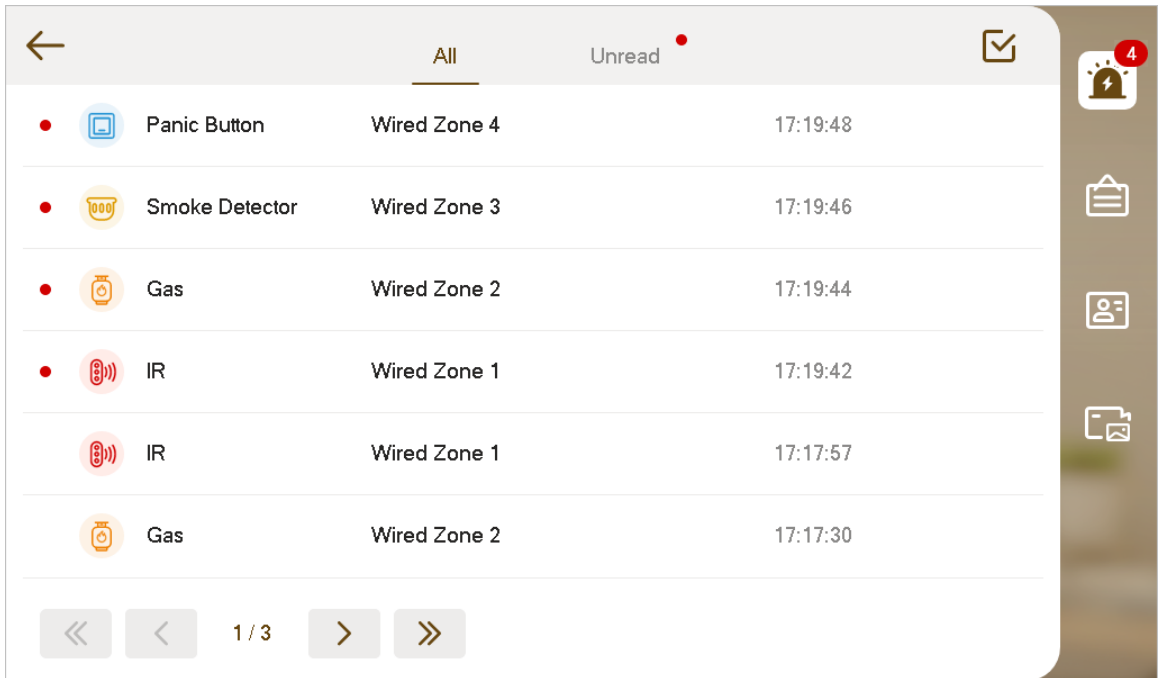 All Unread
4
Panic Button Wired Zone 4 17:19:48
Smoke Detector Wired Zone 3 17:19:46
Gas Wired Zone 2 17:19:44
IR Wired Zone 1 17:19:42
IR Wired Zone 1 17:17:57
Gas Wired Zone 2 17:17:30
1 / 3